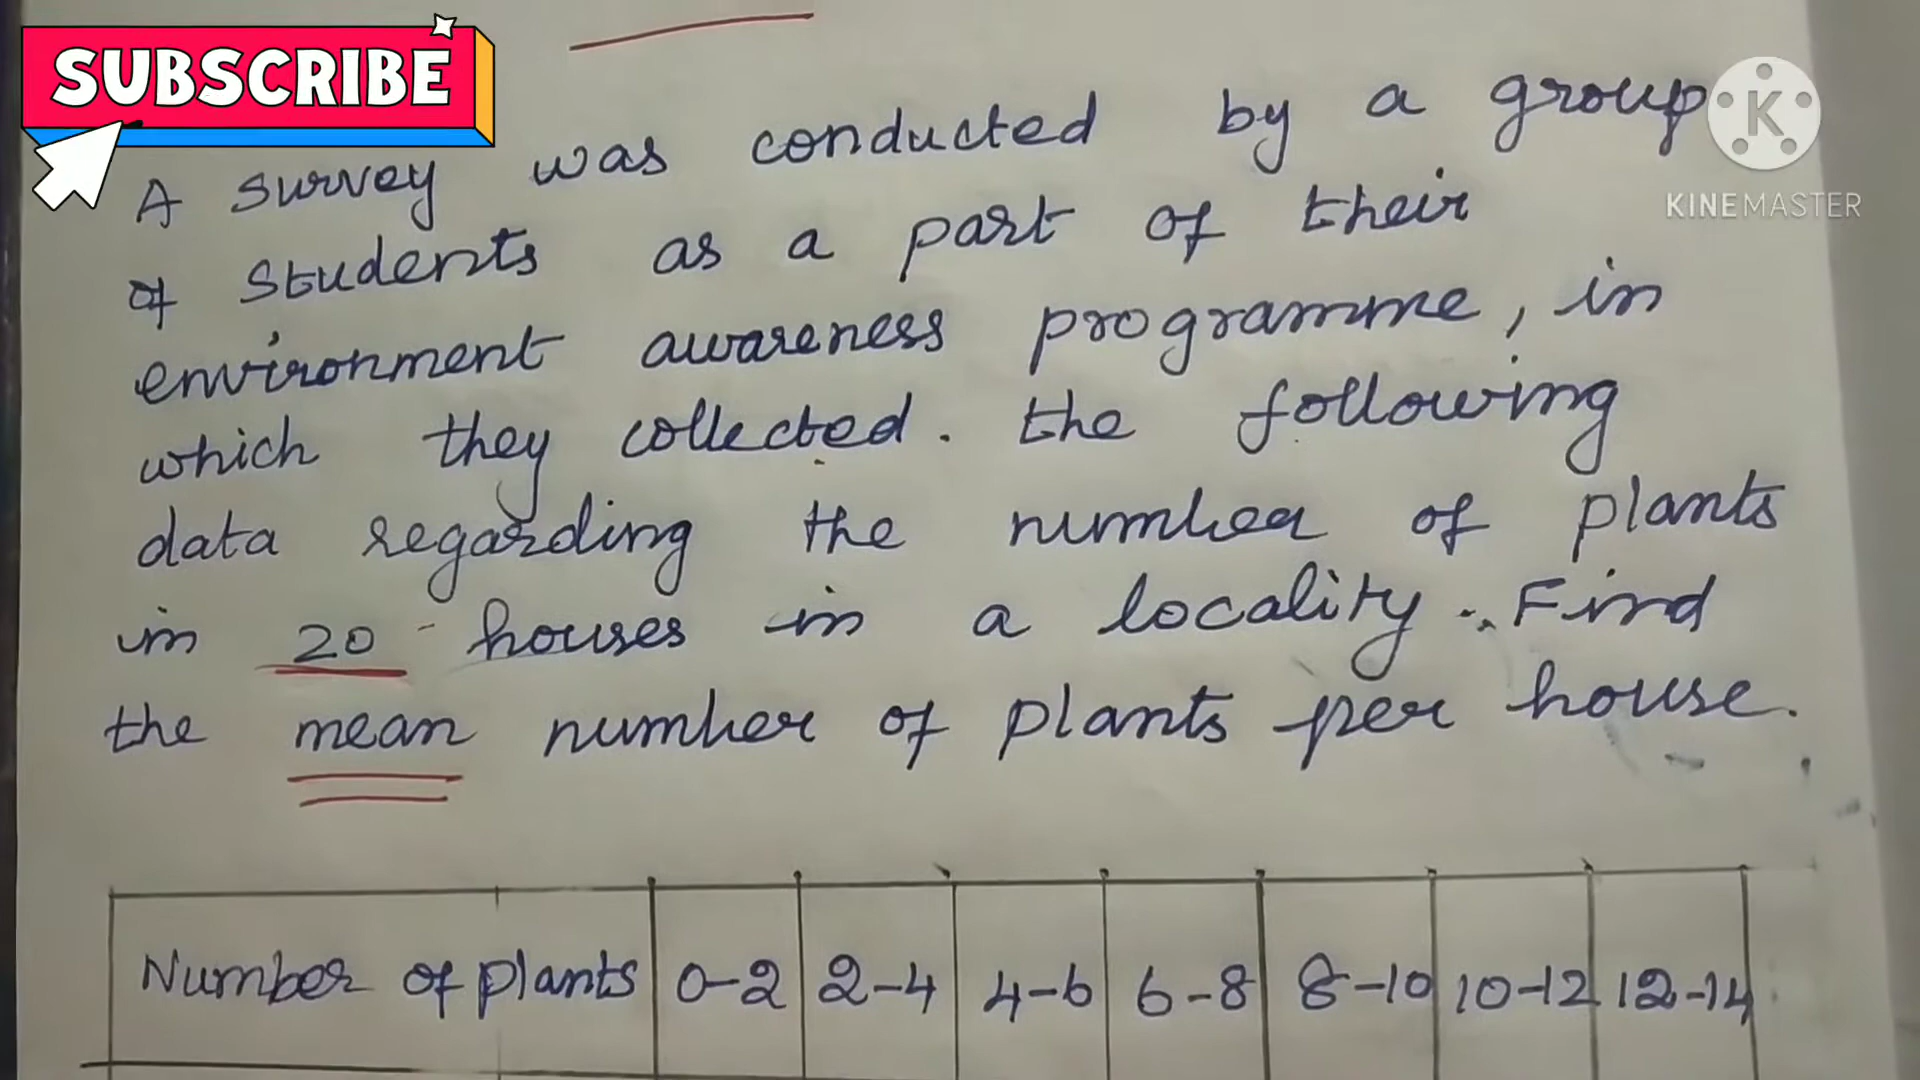 SUBSCRIBE
K
KINEMASTER
A survey was conducted by a group
of students as a part of their
environment awareness programme, in
which they collected. the following
data regarding the number of plants
in 20 houses in a locality. Find
the mean number of plants per house.
Number of plants 0-2 2-4 4-6 6-8 8-10 10-12 12-14